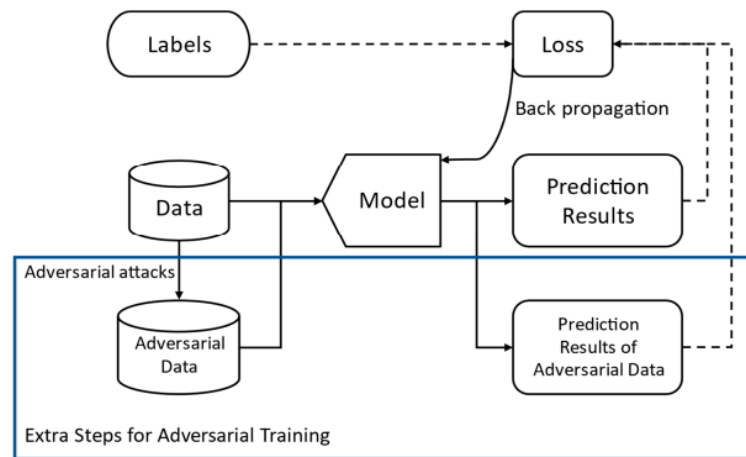 Labels
Loss
Back propagation
Data
Model
Prediction
Results
Adversarial attacks
Adversarial
Data
Prediction
Results of
Adversarial Data
Extra Steps for Adversarial Training